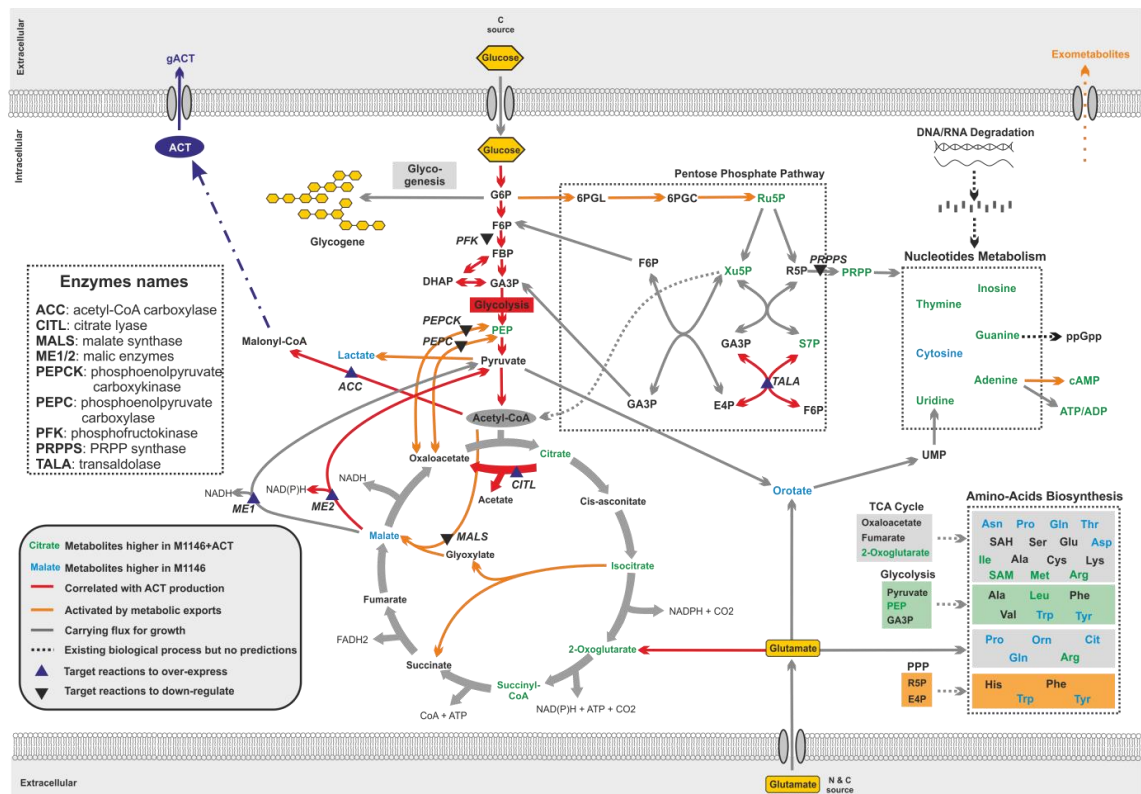 Extracellular
Intracellular
gACT
ACT
C
source
Glucose
Glucose
Exometabolites
DNA/RNA Degradation
Glyco-
genesis
Glycogene
G6P
F6P
PFK
FBP
DHAP
GA3P
Glycolysis
PEPCK
PEP
PEPC
Pyruvate
Lactate
Malonyl-CoA
ACC
Acetyl-CoA
Pentose Phosphate Pathway
6PGL
6PGC
Ru5P
F6P
Xu5P
R5P
PRPPS
PRPP
GA3P
S7P
TALA
GA3P
E4P
F6P
Nucleotides Metabolism
Inosine
Thymine
Guanine
ppGpp
Cytosine
Adenine
cAMP
Uridine
ATP/ADP
UMP
Orotate
Enzymes names
ACC: acetyl-CoA carboxylase
CITL: citrate lyase
MALS: malate synthase
ME1/2: malic enzymes
PEPCK: phosphoenolpyruvate
carboxykinase
PEPC: phosphoenolpyruvate
carboxylase
PFK: phosphofructokinase
PRPPS: PRPP synthase
TALA: transaldolase
Oxaloacetate
Citrate
CITL
Acetate
Cis-asconitate
NADH
NADH
NAD(P)H
ME1
ME2
Malate
MALS
Glyoxylate
Isocitrate
Fumarate
NADPH + CO2
FADH2
Succinate
2-Oxoglutarate
Succinyl-
CoA
CoA + ATP
NAD(P)H + ATP + CO2
Glutamate
Citrate Metabolites higher in M1146+ACT
Malate Metabolites higher in M1146
Correlated with ACT production
Activated by metabolic exports
Carrying flux for growth
Existing biological process but no predictions
Target reactions to over-express
Target reactions to down-regulate
Amino-Acids Biosynthesis
TCA Cycle
Oxaloacetate
Fumarate
2-Oxoglutarate
Asn Pro Gln Thr
SAH Ser Glu Asp
Ile Ala Cys Lys
SAM Met Arg
Glycolysis
Pyruvate
PEP
GA3P
Ala Leu Phe
Val Trp Tyr
Pro Orn Cit
Gln Arg
PPP
R5P
E4P
His Phe
Trp Tyr
Extracellular
Glutamate
N & C
source